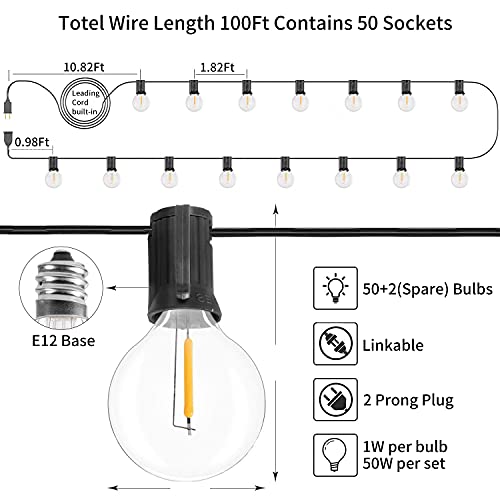 Totel Wire Length 100Ft Contains 50 Sockets
10.82Ft
1.82Ft
Leading
Cord
built-in
0.98Ft
E12 Base
50+2(Spare) Bulbs
Linkable
2 Prong Plug
1W per bulb
50W per set